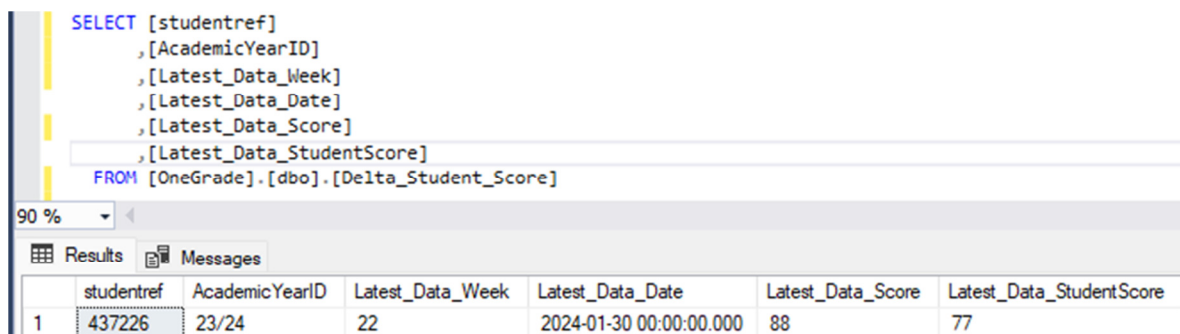 SELECT [studentref]
,[AcademicYearID]
,[Latest_Data_Week]
,[Latest_Data_Date]
,[Latest_Data_Score]
,[Latest_Data_StudentScore]
FROM [OneGrade].[dbo].[Delta_Student_Score]
90 %
Results Messages
studentref AcademicYearID Latest_Data_Week Latest_Data_Date Latest_Data_Score Latest_Data_StudentScore
1 437226 23/24 22 2024-01-30 00:00:00.000 88 77